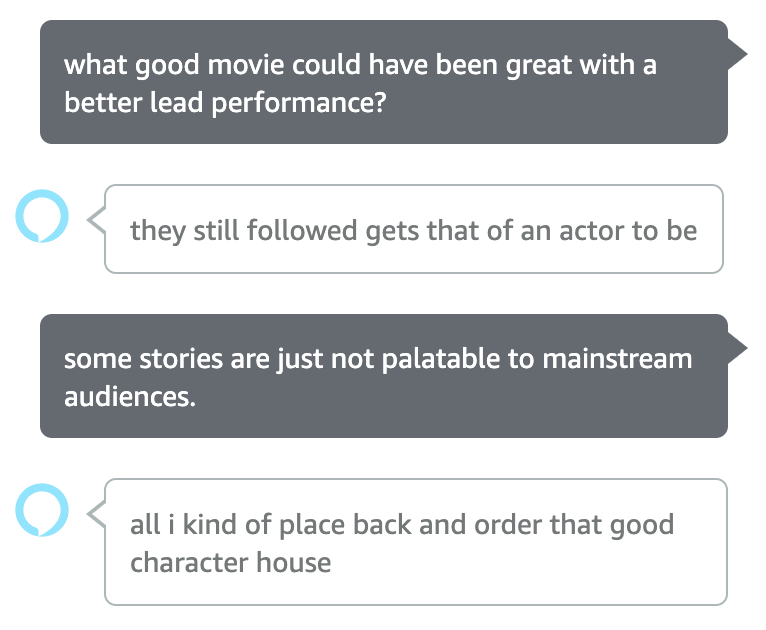 what good movie could have been great with a
better lead performance?
they still followed gets that of an actor to be
some stories are just not palatable to mainstream
audiences.
all i kind of place back and order that good
character house